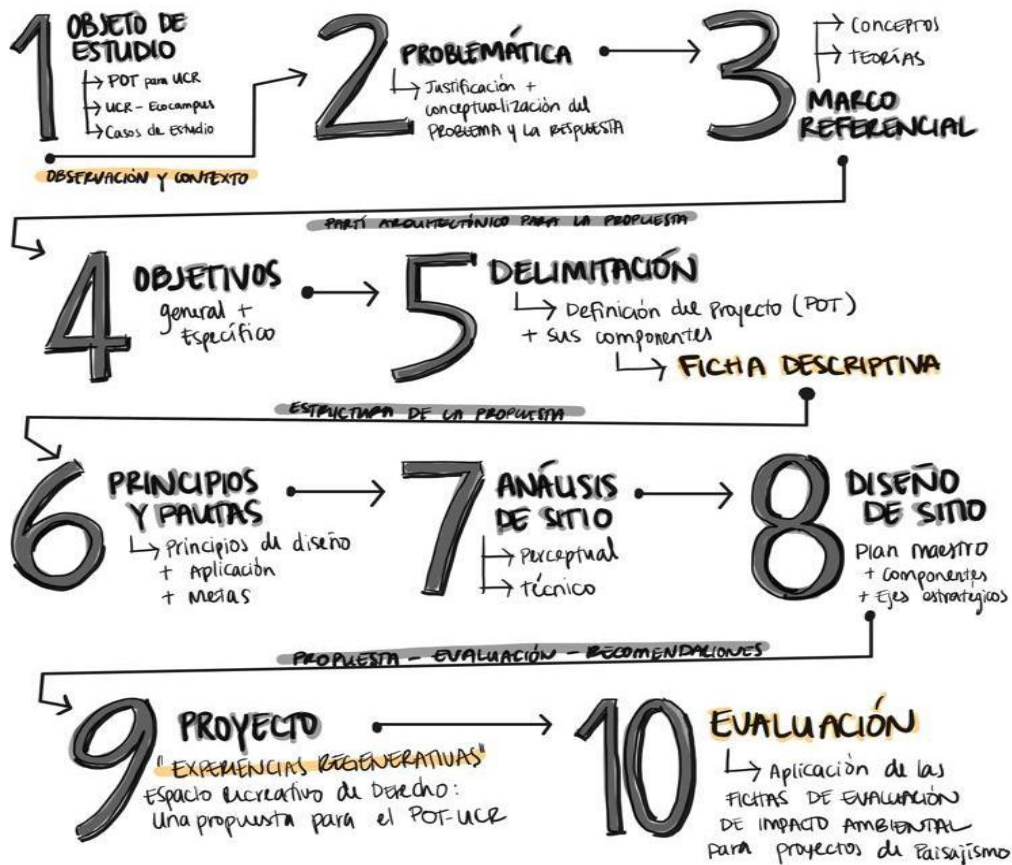 1 OBJETO DE
ESTUDIO
POT para UCR
UCR - Ecocampus
Casos de Estudio
OBSERVACIÓN Y CONTEXTO
2 PROBLEMÁTICA
Justificación +
conceptualización del
PROBLEMA Y LA RESPUESTA
3
CONCEPTOS
TEORÍAS
MARCO
REFERENCIAL
PARTÍ ARQUITECTÓNICO PARA LA PROPUESTA
4 OBJETIVOS
general +
Específico
5 DELIMITACIÓN
Definición del Proyecto (POT)
+ sus componentes
FICHA DESCRIPTIVA
ESTRUCTURA DE LA PROPUESTA
6 PRINCIPIOS
Y PAUTAS
Principios de diseño
+ Aplicación
+ Metas
7 ANÁLISIS
DE SITIO
Perceptual
Técnico
8 DISEÑO
DE SITIO
Plan maestro
+ Componentes
+ Ejes estratégicos
PROPUESTA - EVALUACIÓN - RECOMENDACIONES
9 PROYECTO
"EXPERIENCIAS REGENERATIVAS"
Espacio Recreativo de Derecho:
Una propuesta para el POT-UCR
10 EVALUACIÓN
Aplicación de las
FICHAS DE EVALUACIÓN
DE IMPACTO AMBIENTAL
para proyectos de Paisajismo